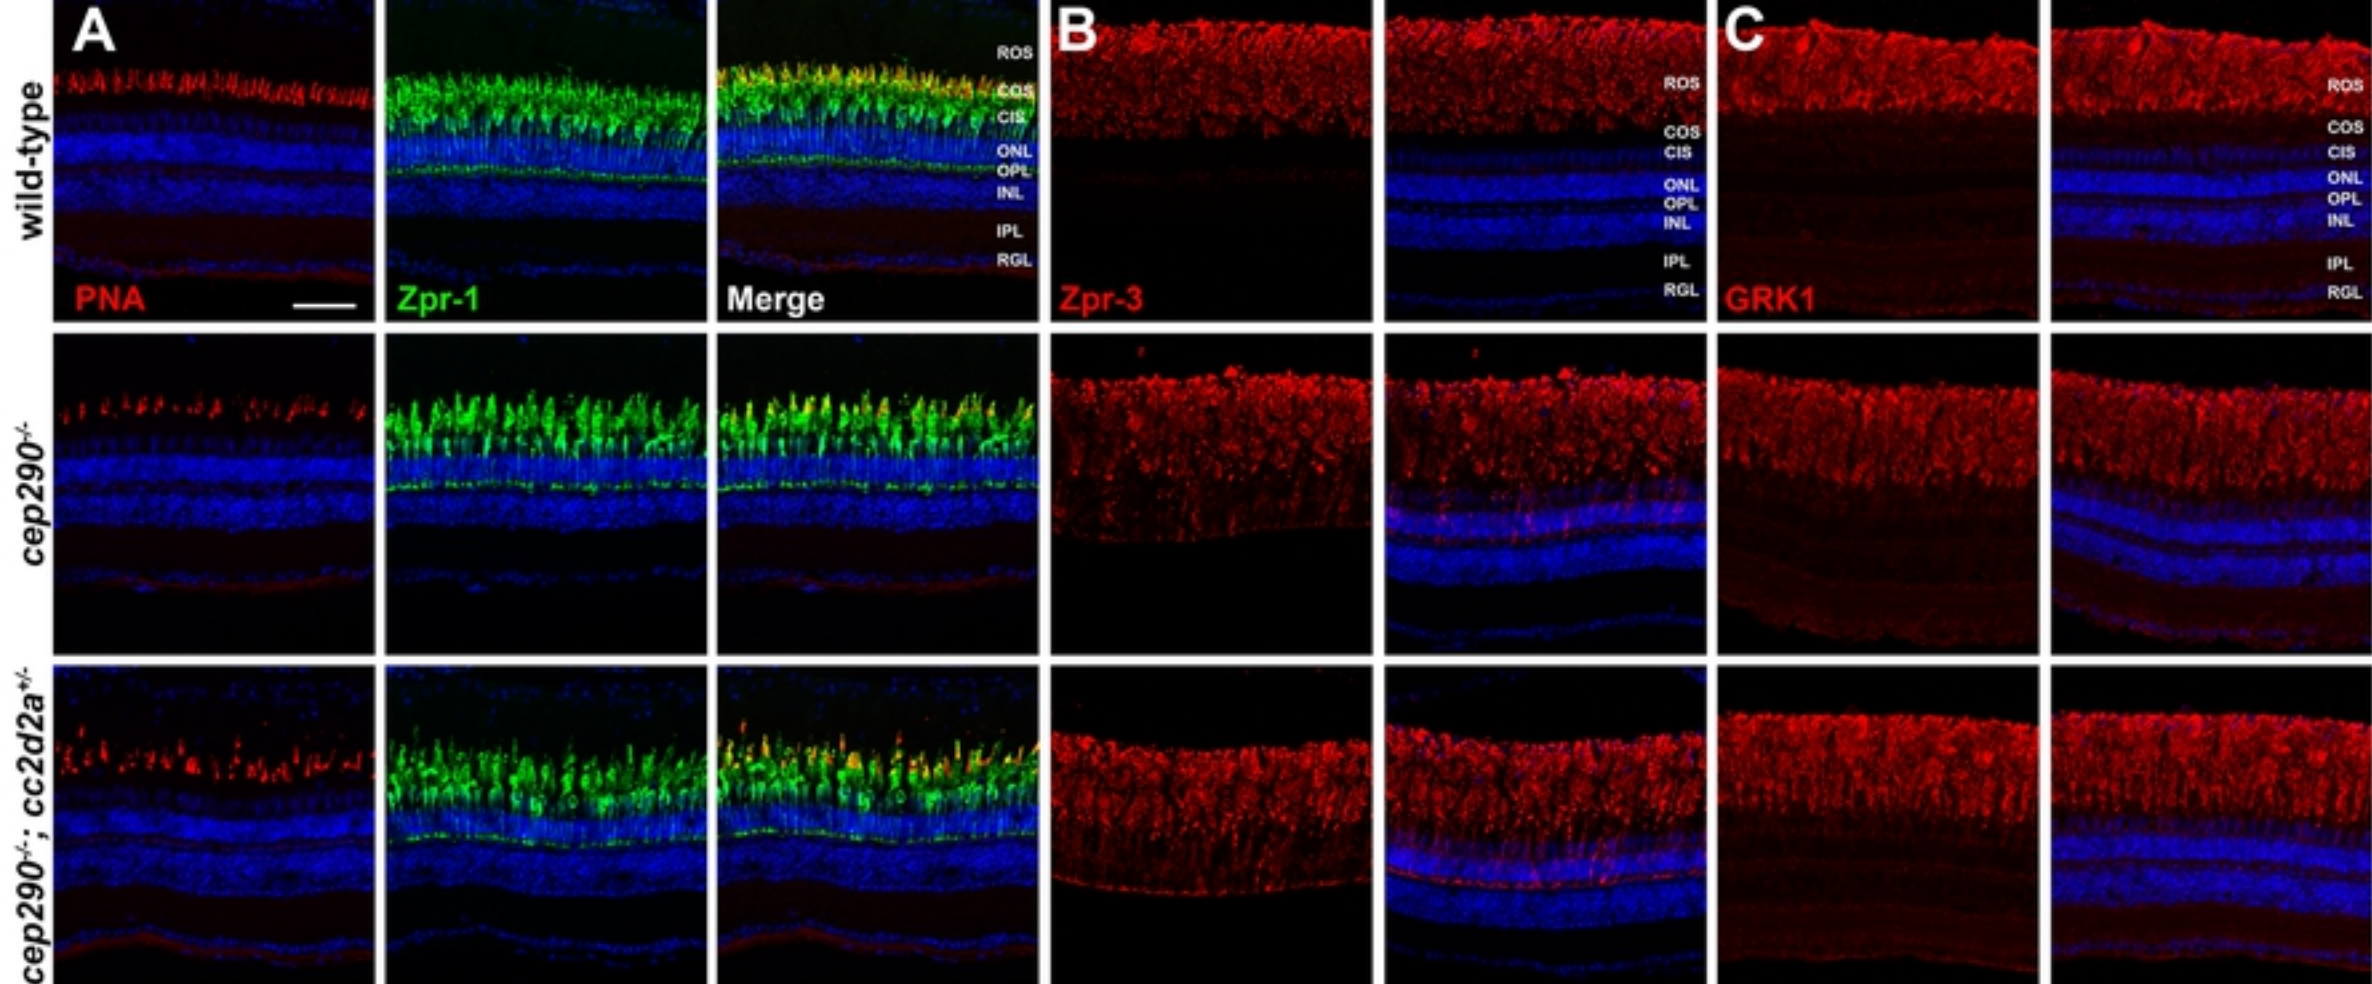 A
B
C
wild-type
ROS
COS
CIS
ONL
OPL
INL
IPL
RGL
PNA
Zpr-1
Merge
ROS
COS
CIS
ONL
OPL
INL
IPL
RGL
Zpr-3
ROS
COS
CIS
ONL
OPL
INL
IPL
RGL
GRK1
cep290-/-
cep290-/-; cc2d2a+/-